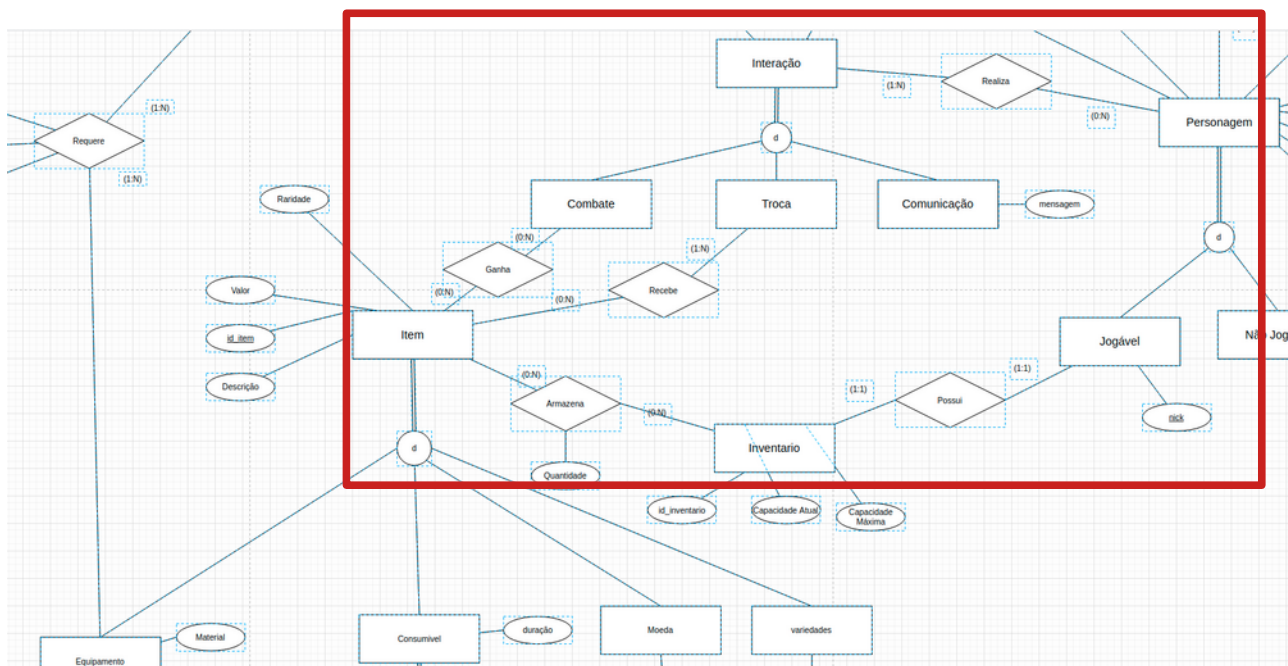 Interação
Realiza
(1:N)
(1:N)
(0:N)
Personagem
Requere
d
(1:N)
Raridade
Combate
Troca
Comunicação
mensagem
(0:N)
(1:N)
d
Ganha
Valor
(0:N)
(0:N)
Recebe
id_item
Item
Jogável
Não Jog
Descrição
(0:N)
(1:1)
(1:1)
Armazena
(0:N)
Possui
nick
d
Inventario
Quantidade
id_inventario
Capacidade Atual
Capacidade
Máxima
Material
Consumivel
duração
Moeda
variedades
Equipamento